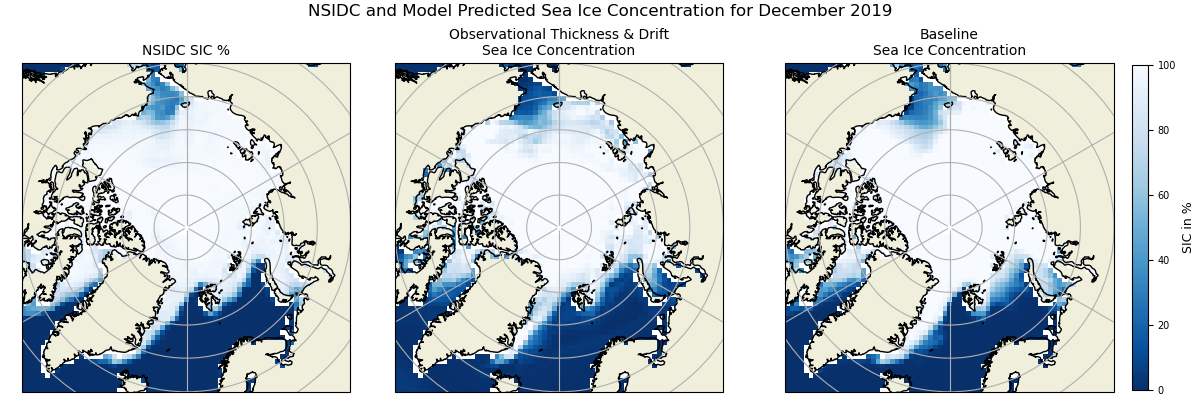 NSIDC and Model Predicted Sea Ice Concentration for December 2019
NSIDC SIC %
Observational Thickness & Drift
Sea Ice Concentration
Baseline
Sea Ice Concentration
100
80
60
40
20
0
SIC in %